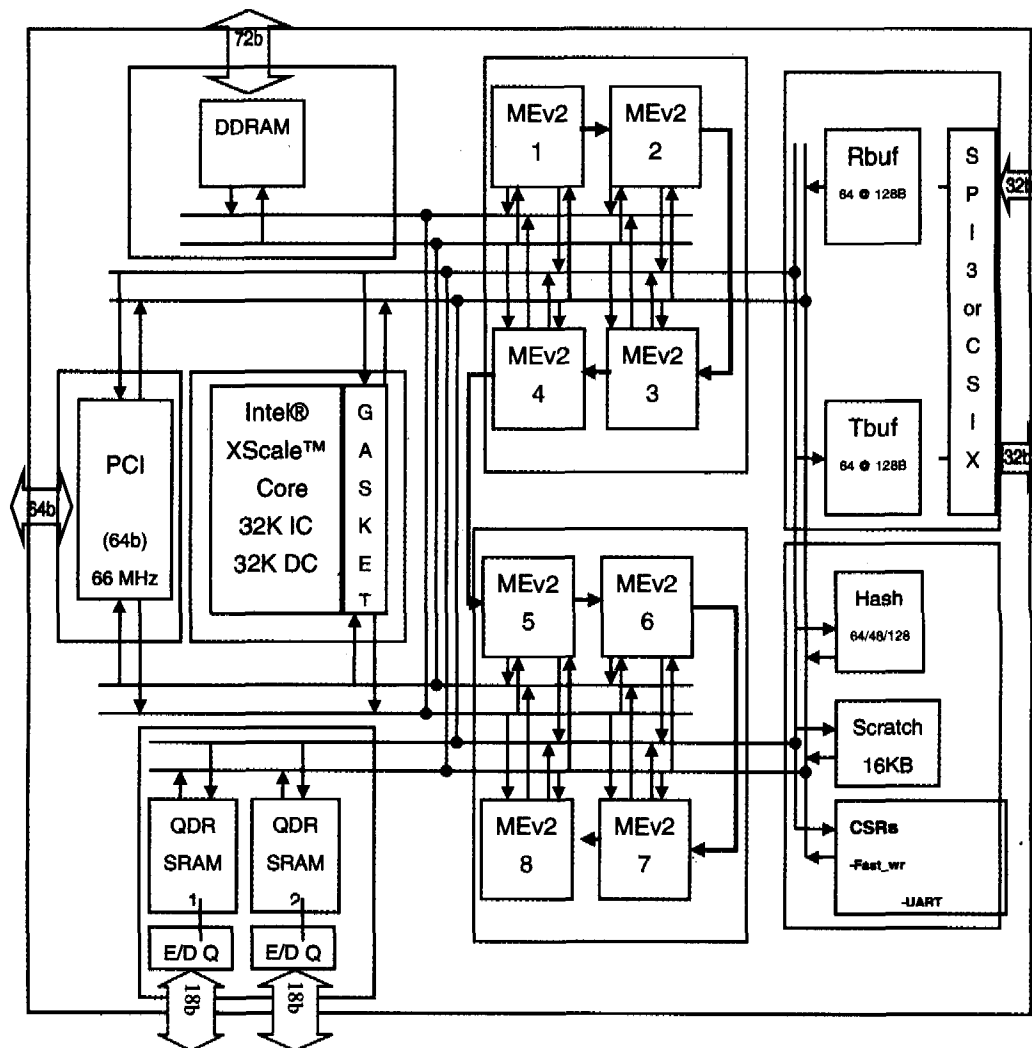 72b
DDRAM
MEv2
1
MEv2
2
MEv2
4
MEv2
3
Rbuf
64 @ 128B
Tbuf
64 @ 128B
S
P
I
3
or
C
S
I
X
32b
32b
64b
PCI
(64b)
66 MHz
Intel®
XScale™
Core
32K IC
32K DC
G
A
S
K
E
T
MEv2
5
MEv2
6
MEv2
8
MEv2
7
Hash
64/48/128
Scratch
16KB
CSRs
-Fast_wr
-UART
QDR
SRAM
1
QDR
SRAM
2
E/D Q
E/D Q
18b
18b